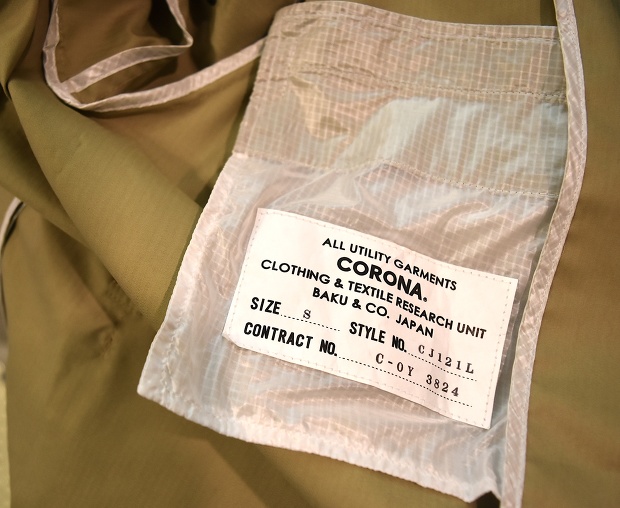 ALL UTILITY GARMENTS
CORONA.
CLOTHING & TEXTILE RESEARCH UNIT
BAKU & CO. JAPAN
SIZE S STYLE NO. CJ121L
CONTRACT NO. C-OY 3824